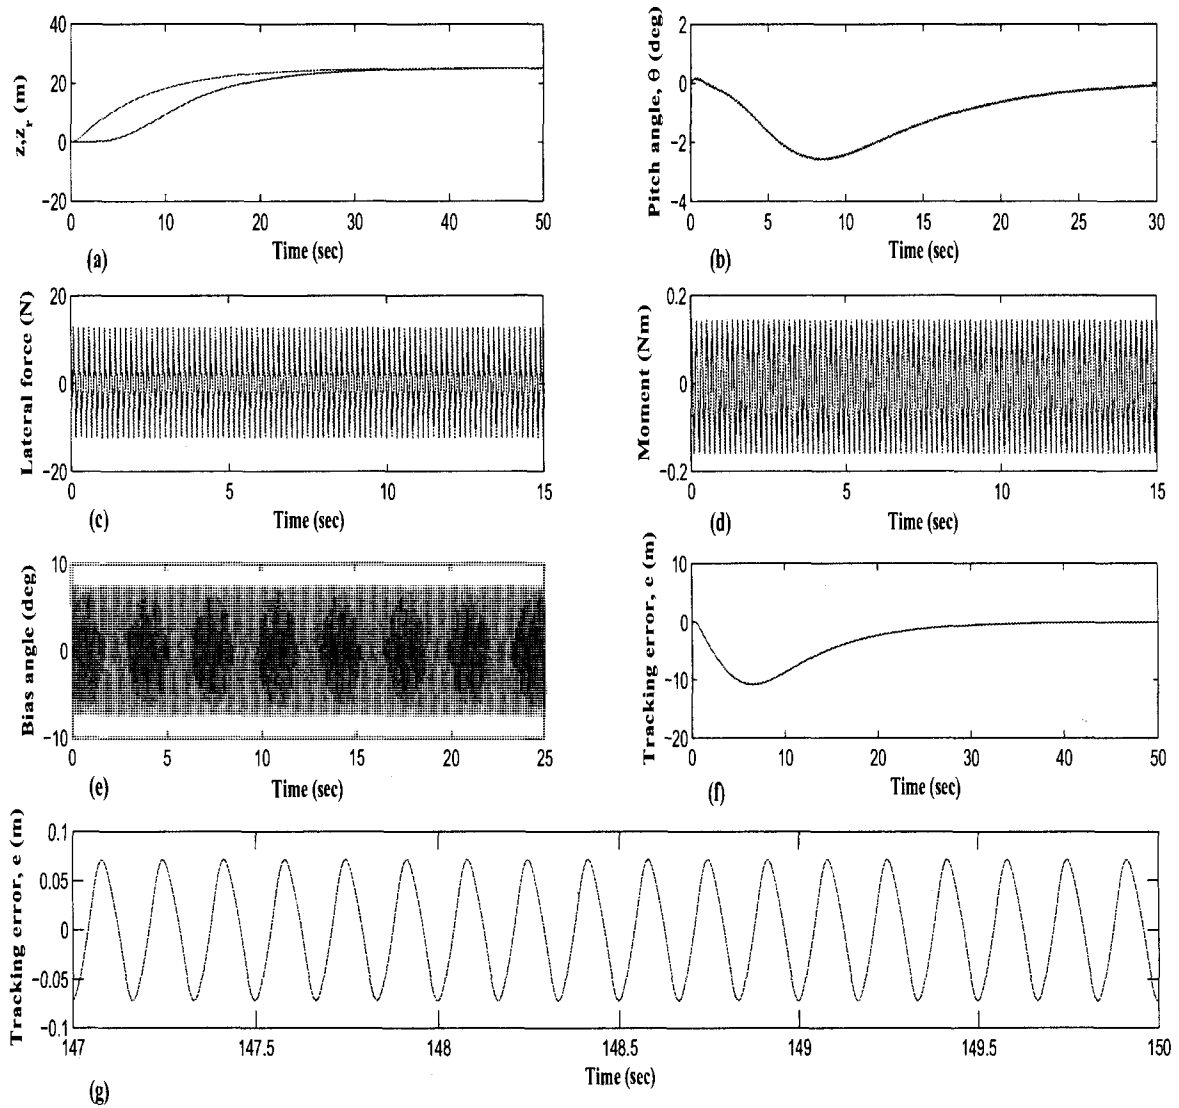 40
20
0
−20
z,z_r (m)
0 10 20 30 40 50
Time (sec)
(a)
2
0
−2
−4
Pitch angle, Θ (deg)
0 5 10 15 20 25 30
Time (sec)
(b)
20
0
−20
Lateral force (N)
0 5 10 15
Time (sec)
(c)
0.2
0
−0.2
Moment (Nm)
0 5 10 15
Time (sec)
(d)
10
0
−10
Bias angle (deg)
0 5 10 15 20 25
Time (sec)
(e)
10
0
−10
−20
Tracking error, e (m)
0 10 20 30 40 50
Time (sec)
(f)
0.1
0.05
0
−0.05
−0.1
Tracking error, e (m)
147 147.5 148 148.5 149 149.5 150
Time (sec)
(g)